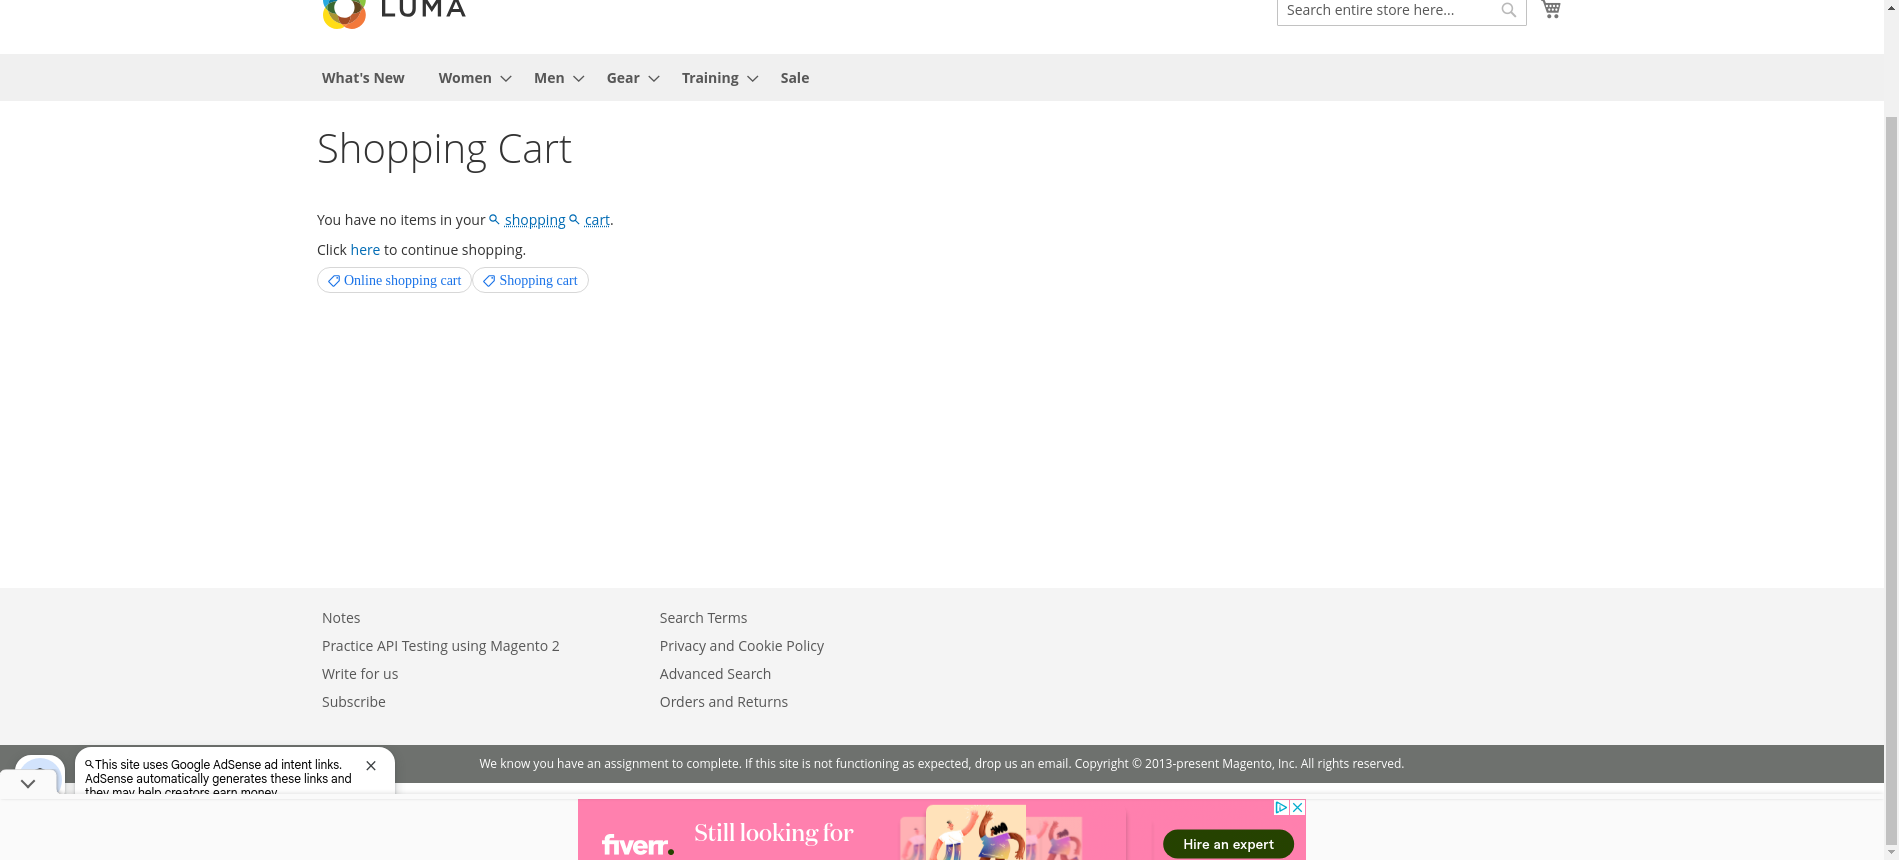 LUMA
Search entire store here...
What's New Women Men Gear Training Sale
Shopping Cart
You have no items in your shopping cart.
Click here to continue shopping.
Online shopping cart Shopping cart
Notes
Practice API Testing using Magento 2
Write for us
Subscribe
Search Terms
Privacy and Cookie Policy
Advanced Search
Orders and Returns
We know you have an assignment to complete. If this site is not functioning as expected, drop us an email. Copyright © 2013-present Magento, Inc. All rights reserved.
This site uses Google AdSense ad intent links.
AdSense automatically generates these links and
they may help creators earn money.
fiverr.
Still looking for
Hire an expert